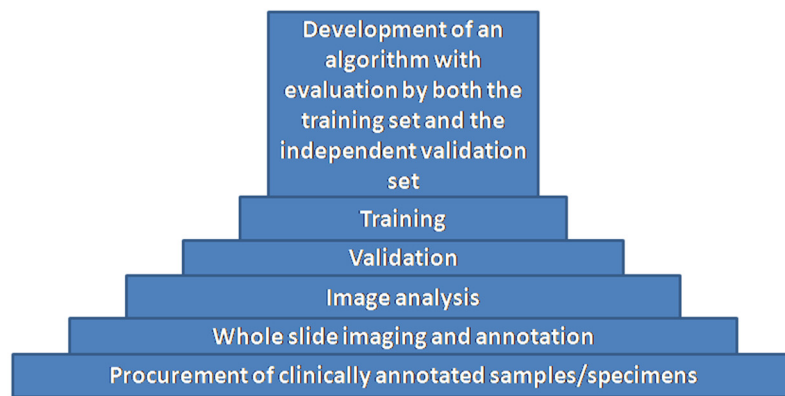 Development of an
algorithm with
evaluation by both the
training set and the
independent validation
set
Training
Validation
Image analysis
Whole slide imaging and annotation
Procurement of clinically annotated samples/specimens